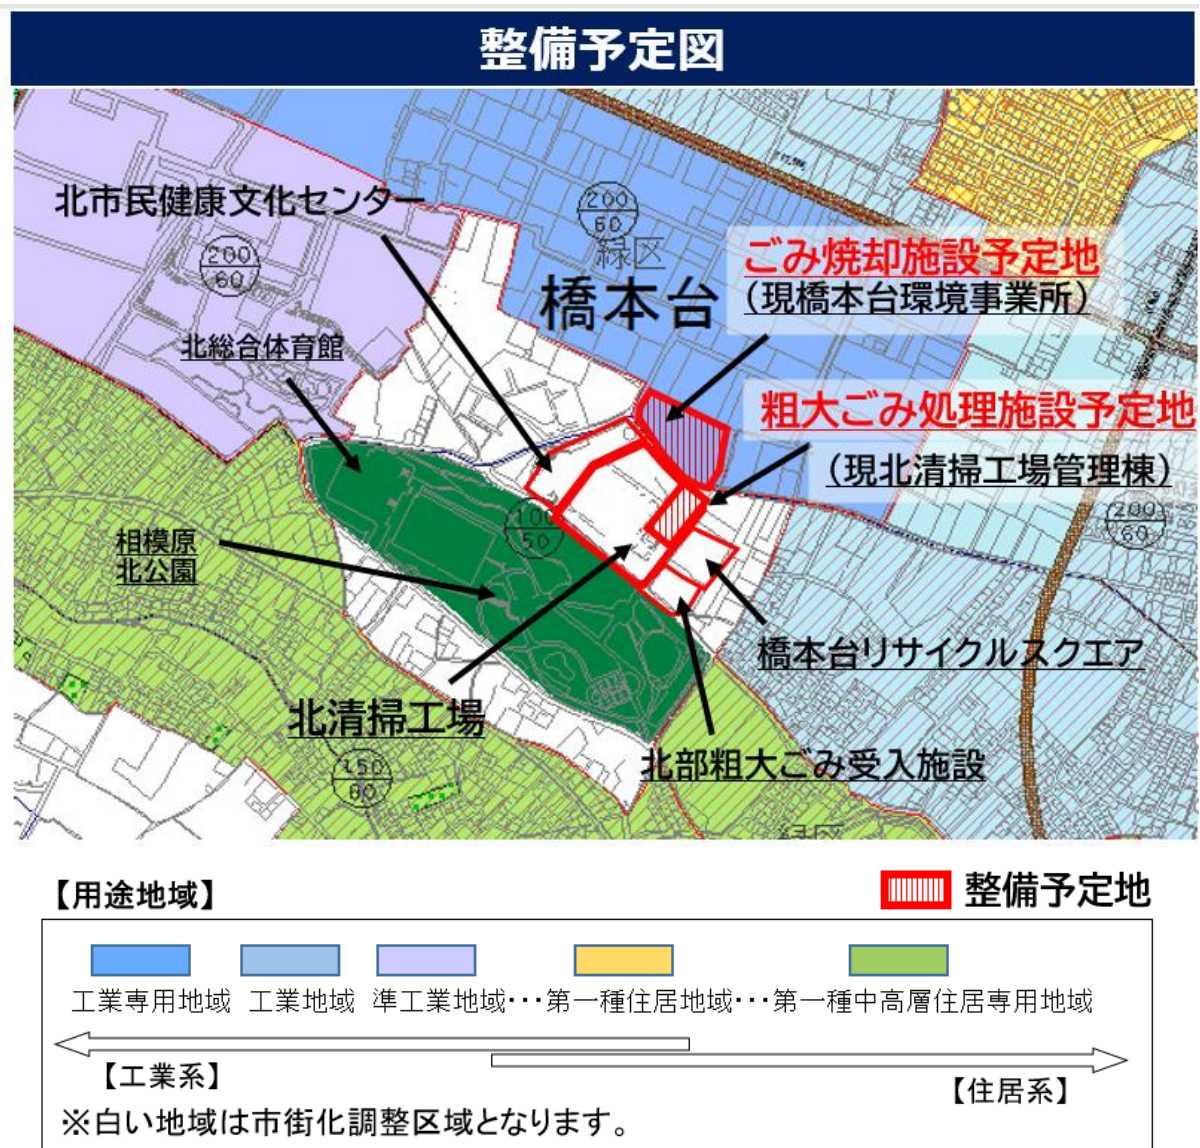 整備予定図
北市民健康文化センター
200
60
緑区
200
60
橋本台
ごみ焼却施設予定地
(現橋本台環境事業所)
北総合体育館
粗大ごみ処理施設予定地
(現北清掃工場管理棟)
200
60
100
50
相模原
北公園
橋本台リサイクルスクエア
北清掃工場
北部粗大ごみ受入施設
150
60
緑区
【用途地域】
整備予定地
工業専用地域 工業地域 準工業地域・・・第一種住居地域・・・第一種中高層住居専用地域
【工業系】
【住居系】
※白い地域は市街化調整区域となります。